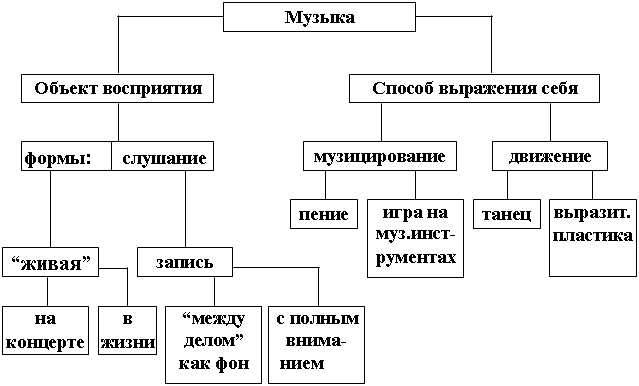 Музыка
Объект восприятия
Способ выражения себя
формы: слушание
музицирование
движение
пение
игра на
муз.инст-
рументах
танец
выразит.
пластика
“живая”
запись
на
концерте
в
жизни
“между
делом”
как фон
с полным
внима-
нием